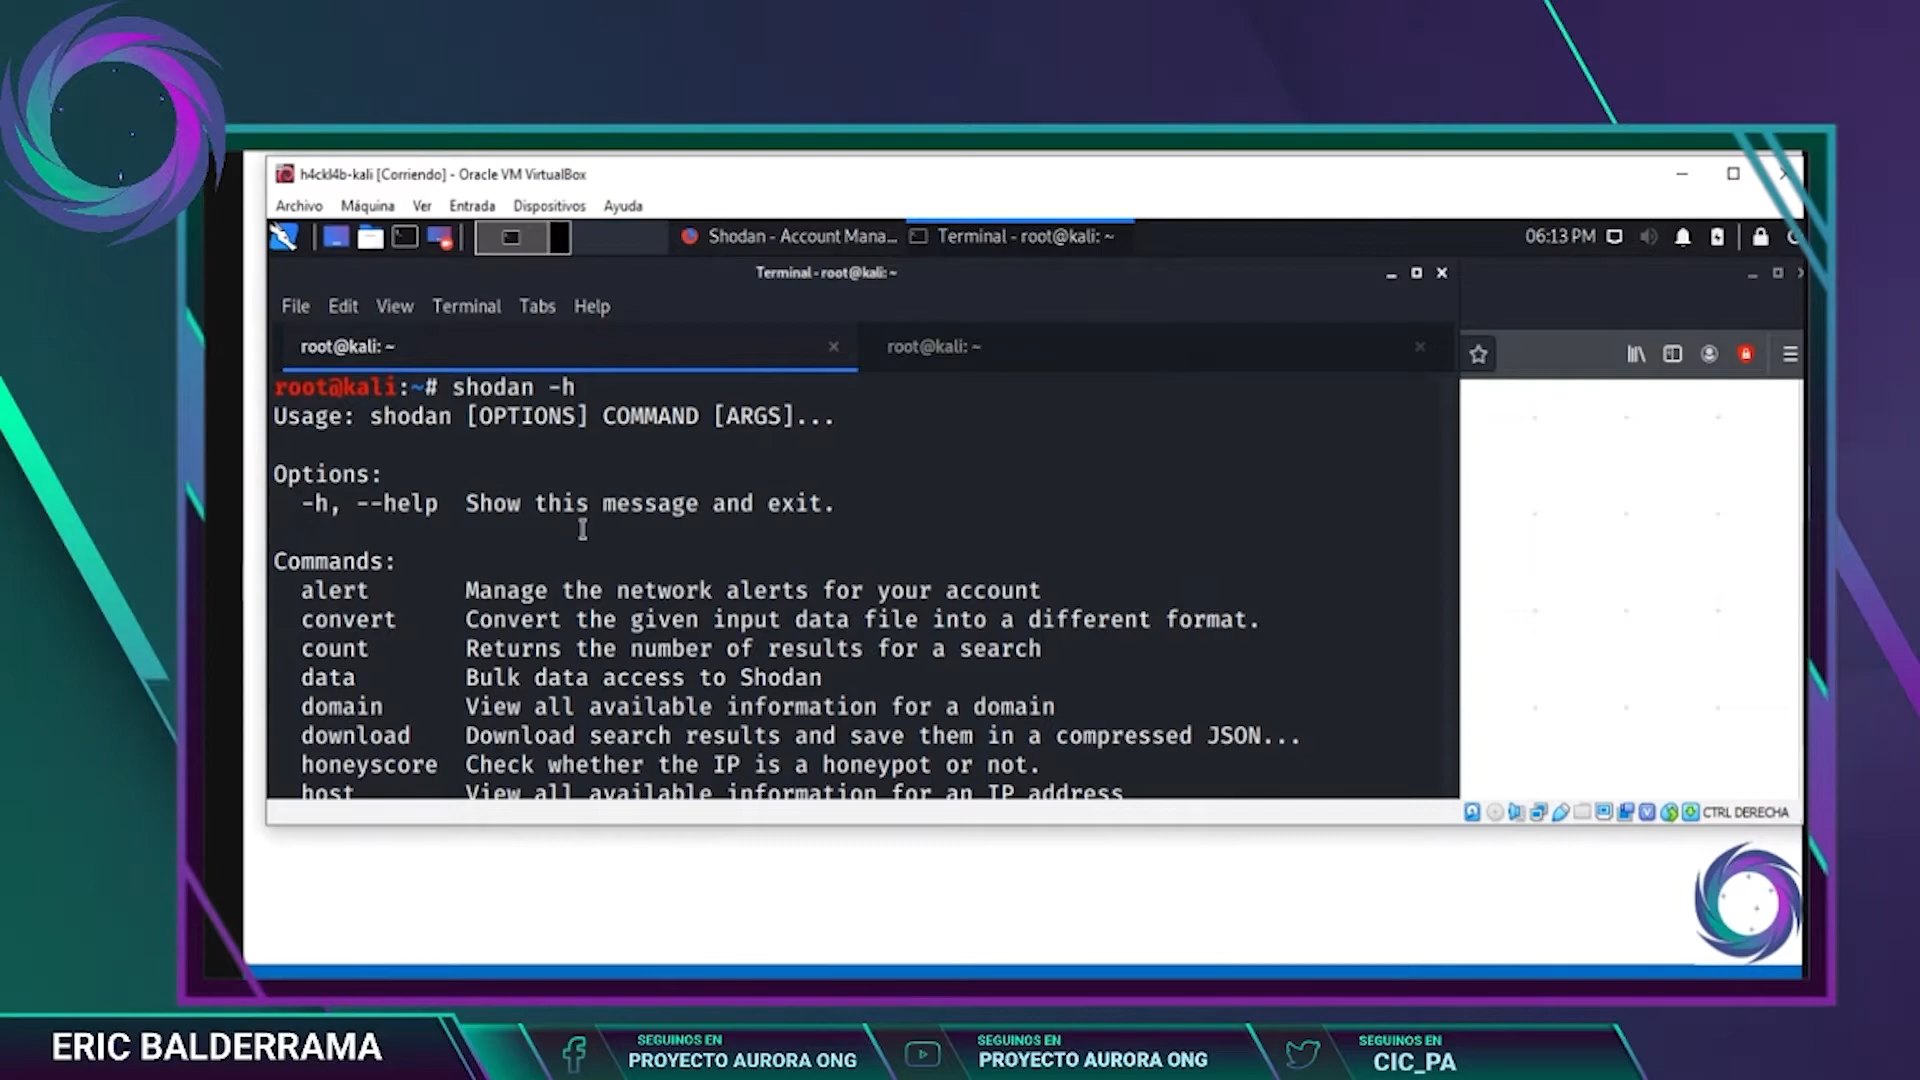 h4ckl4b-kali [Corriendo] - Oracle VM VirtualBox
Archivo Máquina Ver Entrada Dispositivos Ayuda
Shodan - Account Mana... Terminal - root@kali: ~ 06:13 PM
Terminal - root@kali: ~
File Edit View Terminal Tabs Help
root@kali: ~ root@kali: ~
root@kali:~# shodan -h
Usage: shodan [OPTIONS] COMMAND [ARGS]...
Options:
-h, --help Show this message and exit.
Commands:
alert Manage the network alerts for your account
convert Convert the given input data file into a different format.
count Returns the number of results for a search
data Bulk data access to Shodan
domain View all available information for a domain
download Download search results and save them in a compressed JSON...
honeyscore Check whether the IP is a honeypot or not.
host View all available information for an IP address
CTRL DERECHA
ERIC BALDERRAMA
SEGUINOS EN
PROYECTO AURORA ONG
SEGUINOS EN
PROYECTO AURORA ONG
SEGUINOS EN
CIC_PA